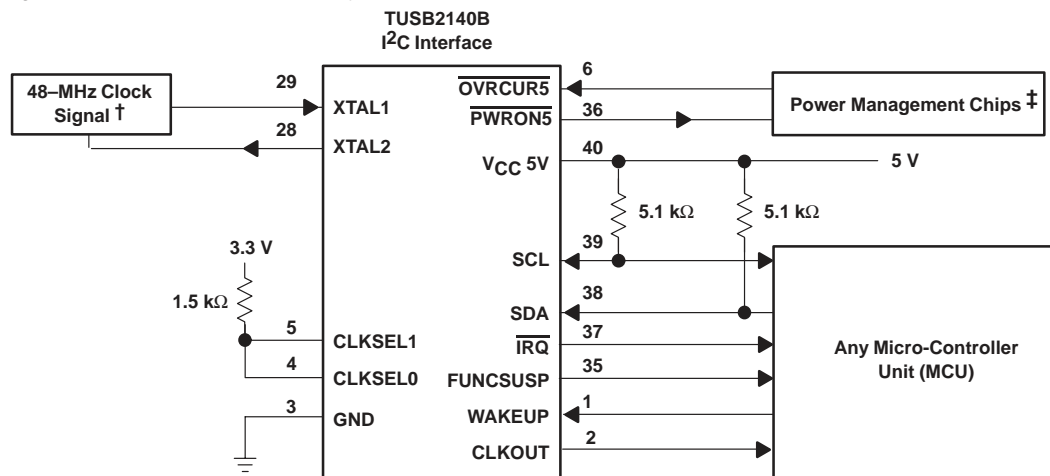 TUSB2140B
I2C Interface
48–MHz Clock
Signal †
29
XTAL1
28
XTAL2
3.3 V
1.5 kΩ
5
CLKSEL1
4
CLKSEL0
3
GND
OVRCUR5
6
PWRON5
36
Power Management Chips ‡
VCC 5V
40
5 V
5.1 kΩ
5.1 kΩ
SCL
39
SDA
38
IRQ
37
FUNCSUSP
35
WAKEUP
1
CLKOUT
2
Any Micro-Controller
Unit (MCU)